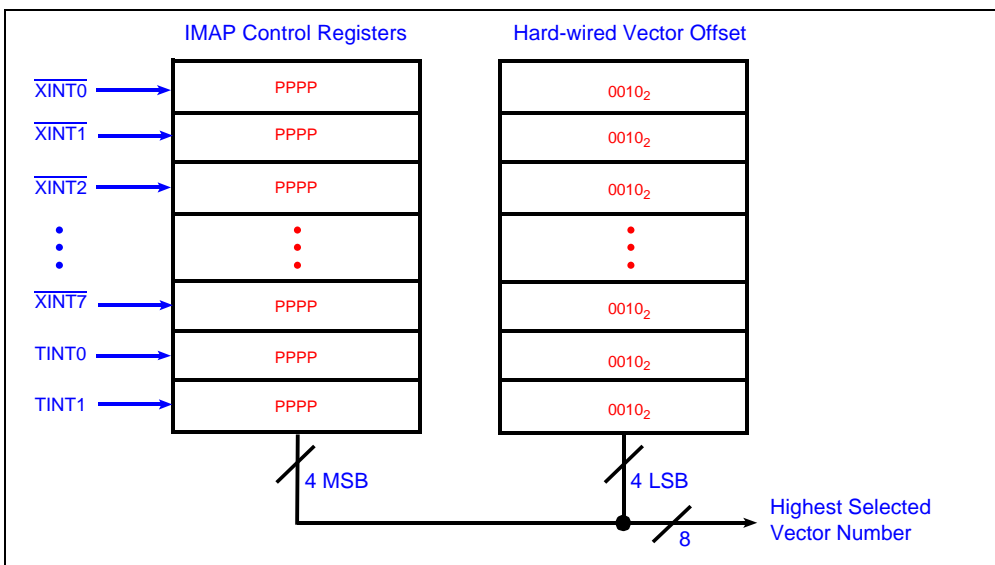 IMAP Control Registers Hard-wired Vector Offset
XINT0 PPPP 0010₂
XINT1 PPPP 0010₂
XINT2 PPPP 0010₂
XINT7 PPPP 0010₂
TINT0 PPPP 0010₂
TINT1 PPPP 0010₂
4 MSB 4 LSB
8
Highest Selected
Vector Number